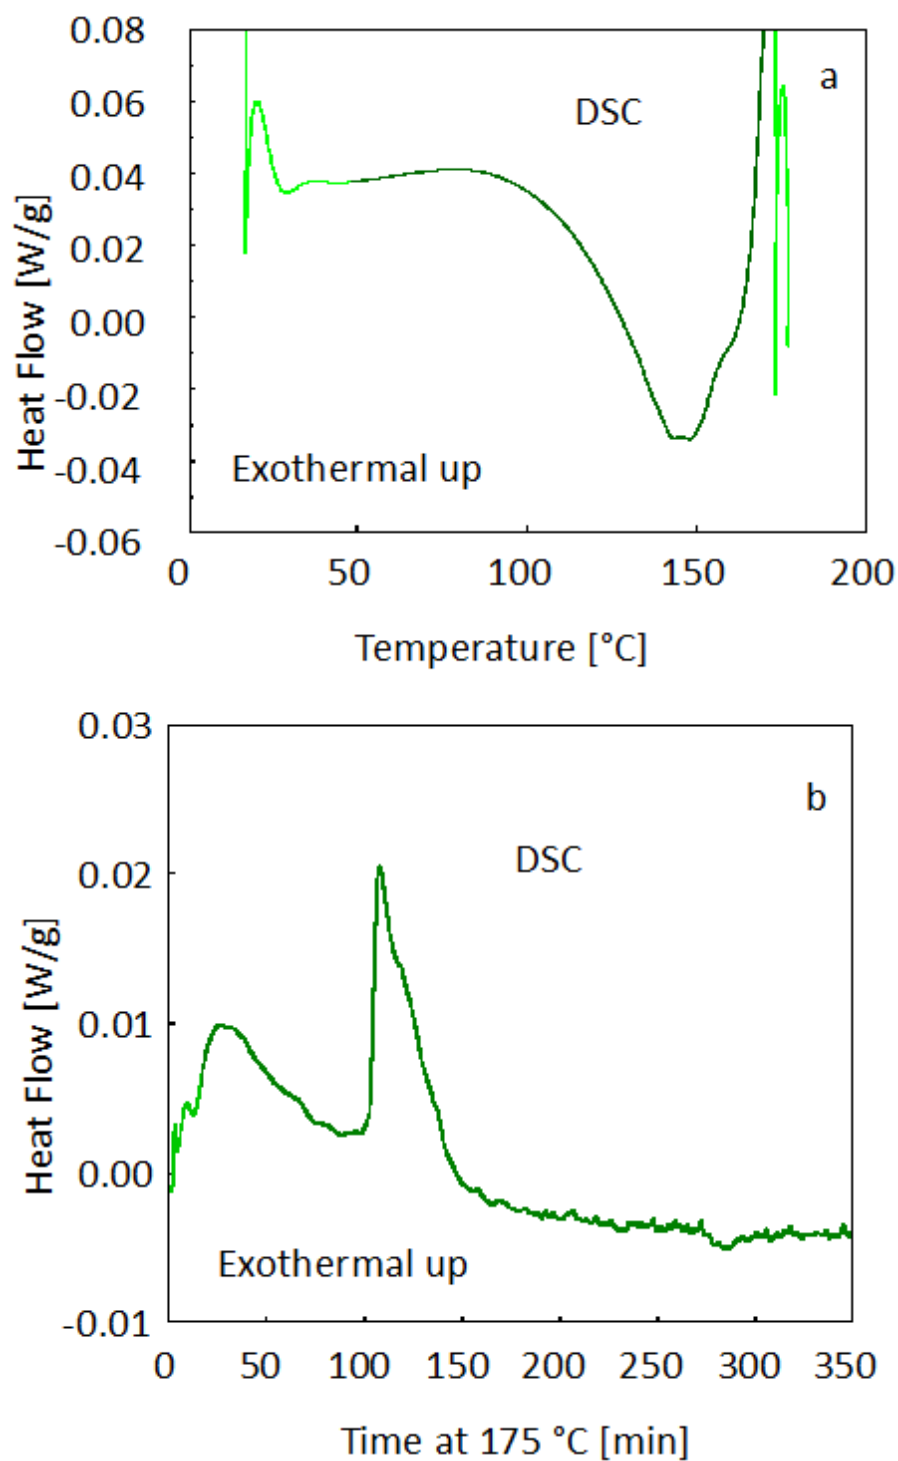 0.08
a
0.06
DSC
0.04
0.02
0.00
-0.02
-0.04
Exothermal up
-0.06
Heat Flow [W/g]
0 50 100 150 200
Temperature [°C]
0.03
b
DSC
0.02
0.01
0.00
Exothermal up
-0.01
Heat Flow [W/g]
0 50 100 150 200 250 300 350
Time at 175 °C [min]